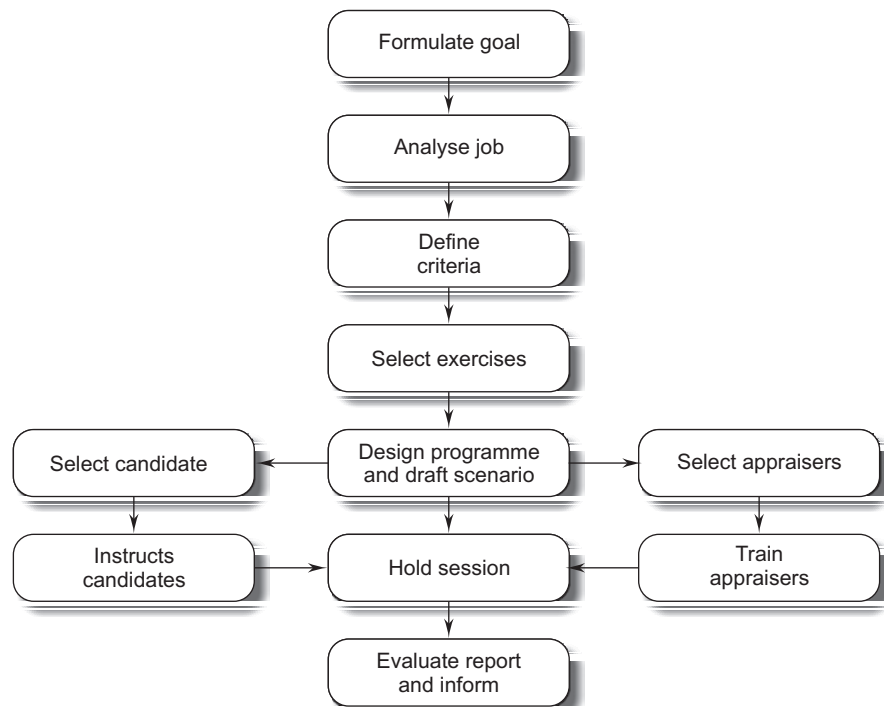 Formulate goal
Analyse job
Define
criteria
Select exercises
Select candidate
Design programme
and draft scenario
Select appraisers
Instructs
candidates
Hold session
Train
appraisers
Evaluate report
and inform